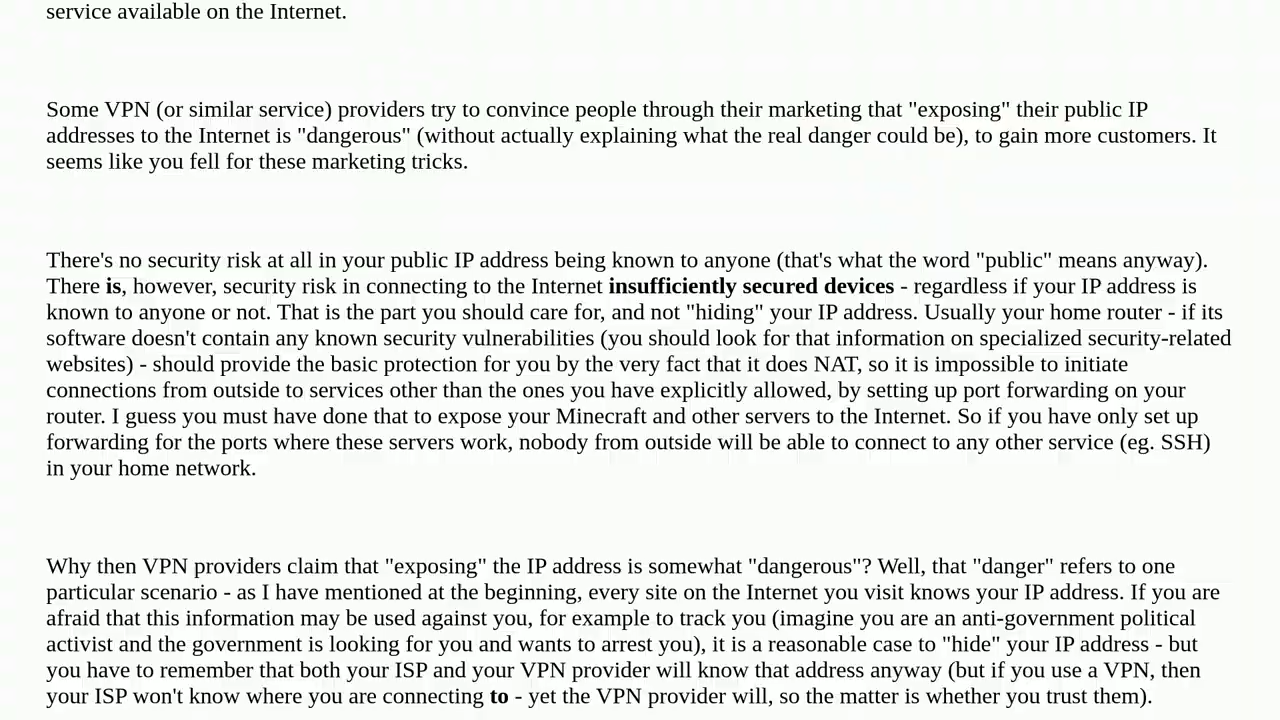 service available on the Internet.
Some VPN (or similar service) providers try to convince people through their marketing that "exposing" their public IP
addresses to the Internet is "dangerous" (without actually explaining what the real danger could be), to gain more customers. It
seems like you fell for these marketing tricks.
There's no security risk at all in your public IP address being known to anyone (that's what the word "public" means anyway).
There is, however, security risk in connecting to the Internet insufficiently secured devices - regardless if your IP address is
known to anyone or not. That is the part you should care for, and not "hiding" your IP address. Usually your home router - if its
software doesn't contain any known security vulnerabilities (you should look for that information on specialized security-related
websites) - should provide the basic protection for you by the very fact that it does NAT, so it is impossible to initiate
connections from outside to services other than the ones you have explicitly allowed, by setting up port forwarding on your
router. I guess you must have done that to expose your Minecraft and other servers to the Internet. So if you have only set up
forwarding for the ports where these servers work, nobody from outside will be able to connect to any other service (eg. SSH)
in your home network.
Why then VPN providers claim that "exposing" the IP address is somewhat "dangerous"? Well, that "danger" refers to one
particular scenario - as I have mentioned at the beginning, every site on the Internet you visit knows your IP address. If you are
afraid that this information may be used against you, for example to track you (imagine you are an anti-government political
activist and the government is looking for you and wants to arrest you), it is a reasonable case to "hide" your IP address - but
you have to remember that both your ISP and your VPN provider will know that address anyway (but if you use a VPN, then
your ISP won't know where you are connecting to - yet the VPN provider will, so the matter is whether you trust them).